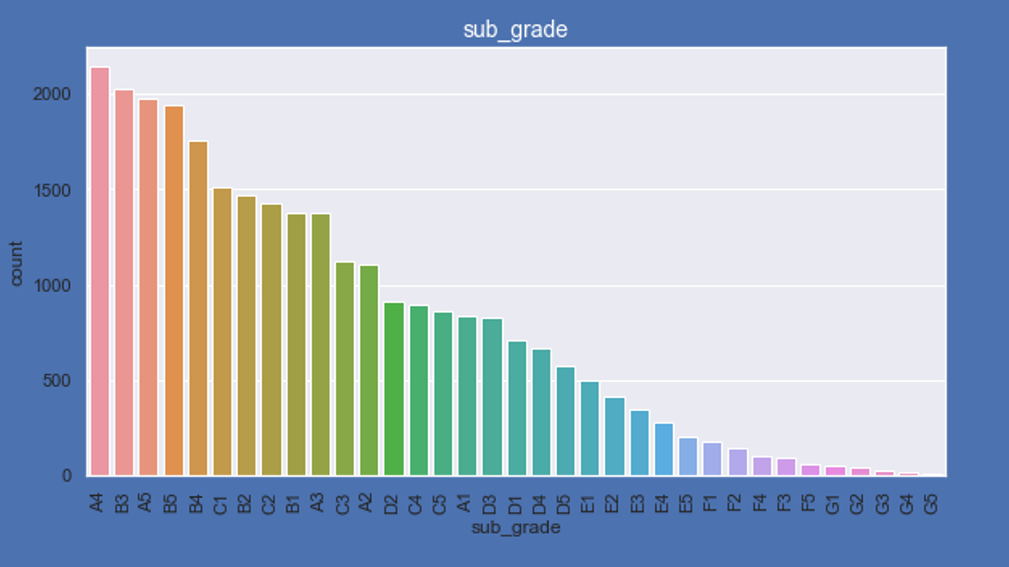 sub_grade
2000
1500
1000
500
0
count
A4 B3 A5 B5 B4 C1 B2 C2 B1 A3 C3 A2 D2 C4 C5 A1 D3 D1 D4 D5 E1 E2 E3 E4 E5 F1 F2 F4 F3 F5 G1 G2 G3 G4 G5
sub_grade